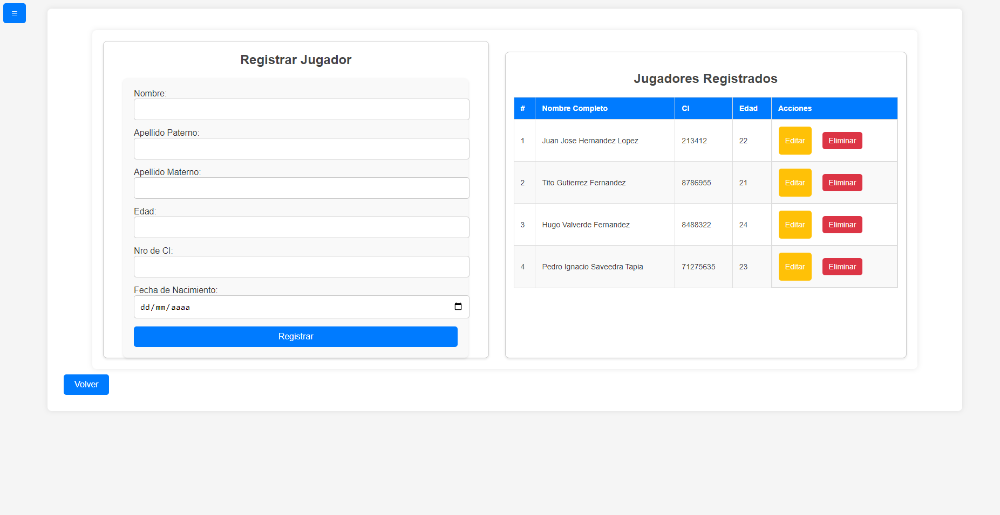 ☰
Registrar Jugador
Nombre:
Apellido Paterno:
Apellido Materno:
Edad:
Nro de CI:
Fecha de Nacimiento:
dd/mm/aaaa
Registrar
Jugadores Registrados
# Nombre Completo CI Edad Acciones
1 Juan Jose Hernandez Lopez 213412 22 Editar Eliminar
2 Tito Gutierrez Fernandez 8786955 21 Editar Eliminar
3 Hugo Valverde Fernandez 8488322 24 Editar Eliminar
4 Pedro Ignacio Saveedra Tapia 71275635 23 Editar Eliminar
Volver